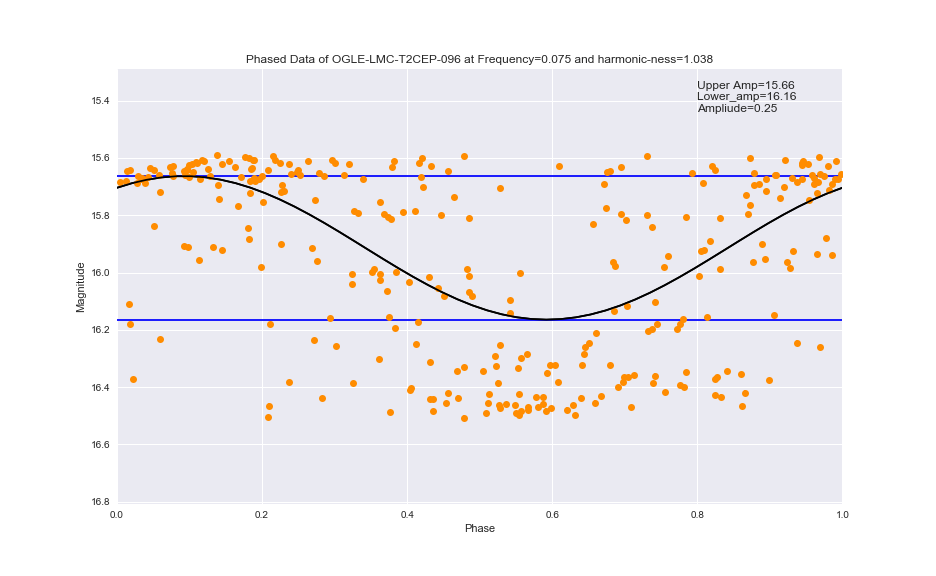 Phased Data of OGLE-LMC-T2CEP-096 at Frequency=0.075 and harmonic-ness=1.038
Upper Amp=15.66
Lower_amp=16.16
Ampliude=0.25
15.4
15.6
15.8
16.0
16.2
16.4
16.6
16.8
Magnitude
0.0 0.2 0.4 0.6 0.8 1.0
Phase